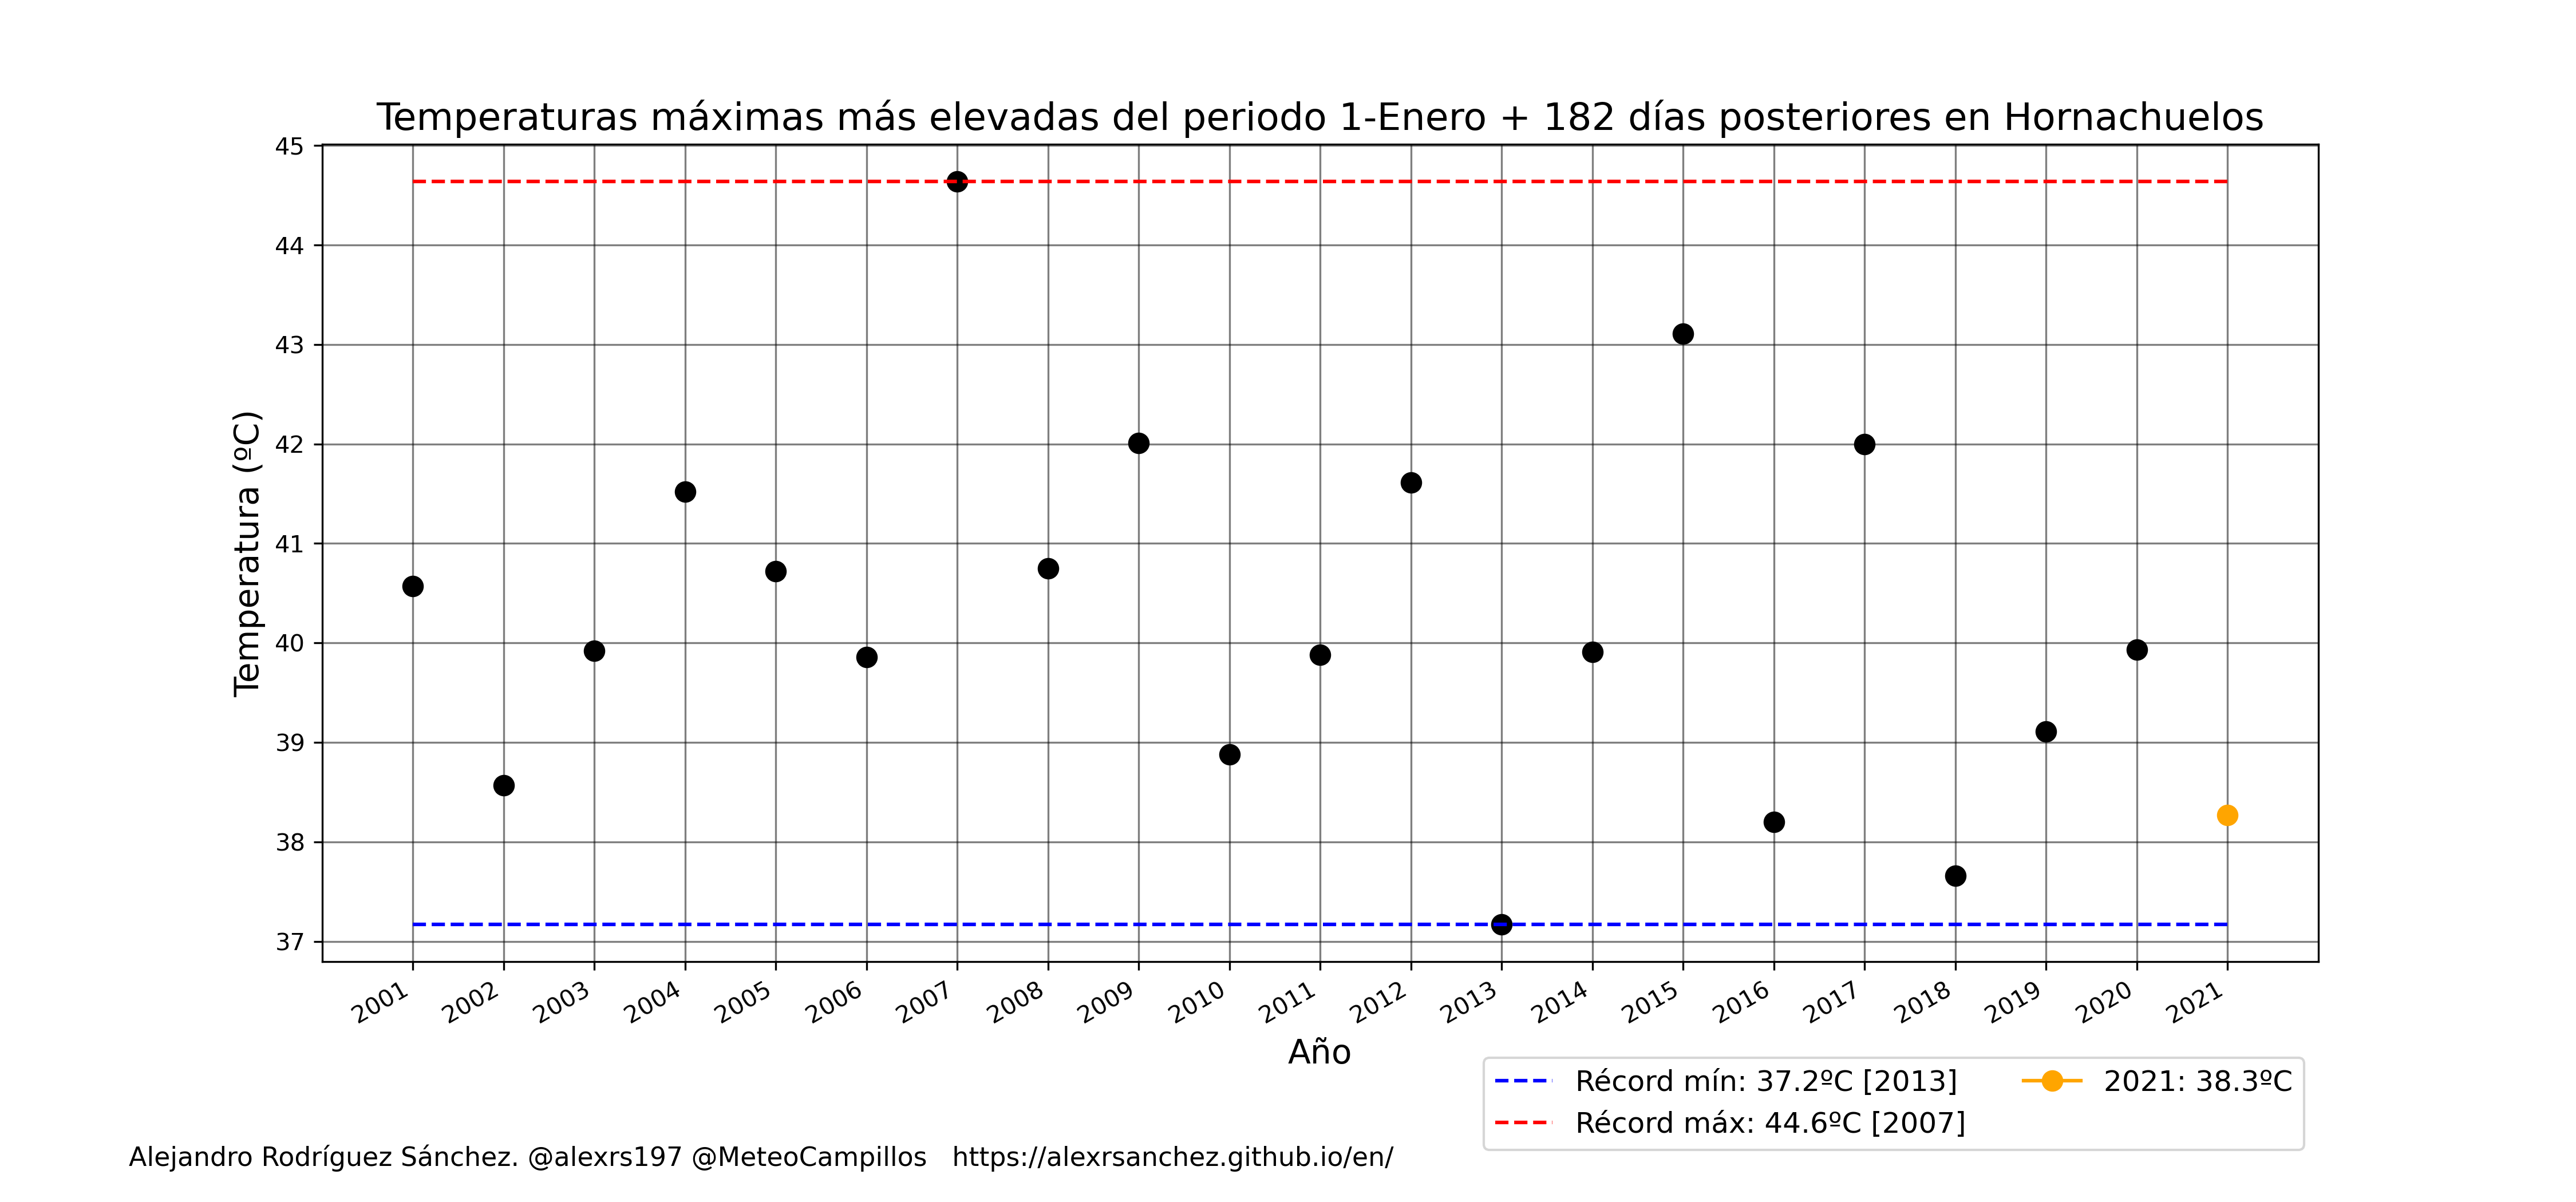 Temperaturas máximas más elevadas del periodo 1-Enero + 182 días posteriores en Hornachuelos
Temperatura (ºC)
45
44
43
42
41
40
39
38
37
2001 2002 2003 2004 2005 2006 2007 2008 2009 2010 2011 2012 2013 2014 2015 2016 2017 2018 2019 2020 2021
Año
Récord mín: 37.2ºC [2013]
Récord máx: 44.6ºC [2007]
2021: 38.3ºC
Alejandro Rodríguez Sánchez. @alexrs197 @MeteoCampillos https://alexrsanchez.github.io/en/